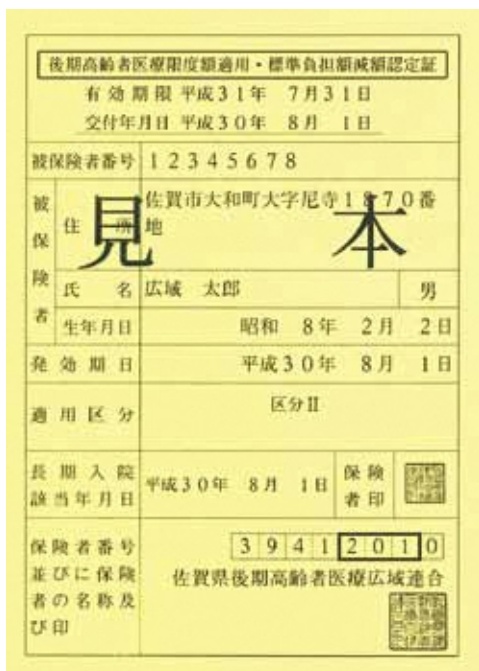 後期高齢者医療限度額適用・標準負担額減額認定証
有効期限 平成31年 7月31日
交付年月日 平成30年 8月 1日
被保険者番号 12345678
被保険者
住所 佐賀市大和町大字尼寺1870番
地
見本
氏名 広域 太郎 男
生年月日 昭和 8年 2月 2日
発効期日 平成30年 8月 1日
適用区分 区分Ⅱ
長期入院 保険
該当年月日 平成30年 8月 1日 者印
保険者番号 39412010
並びに保険 佐賀県後期高齢者医療広域連合
者の名称及
び印